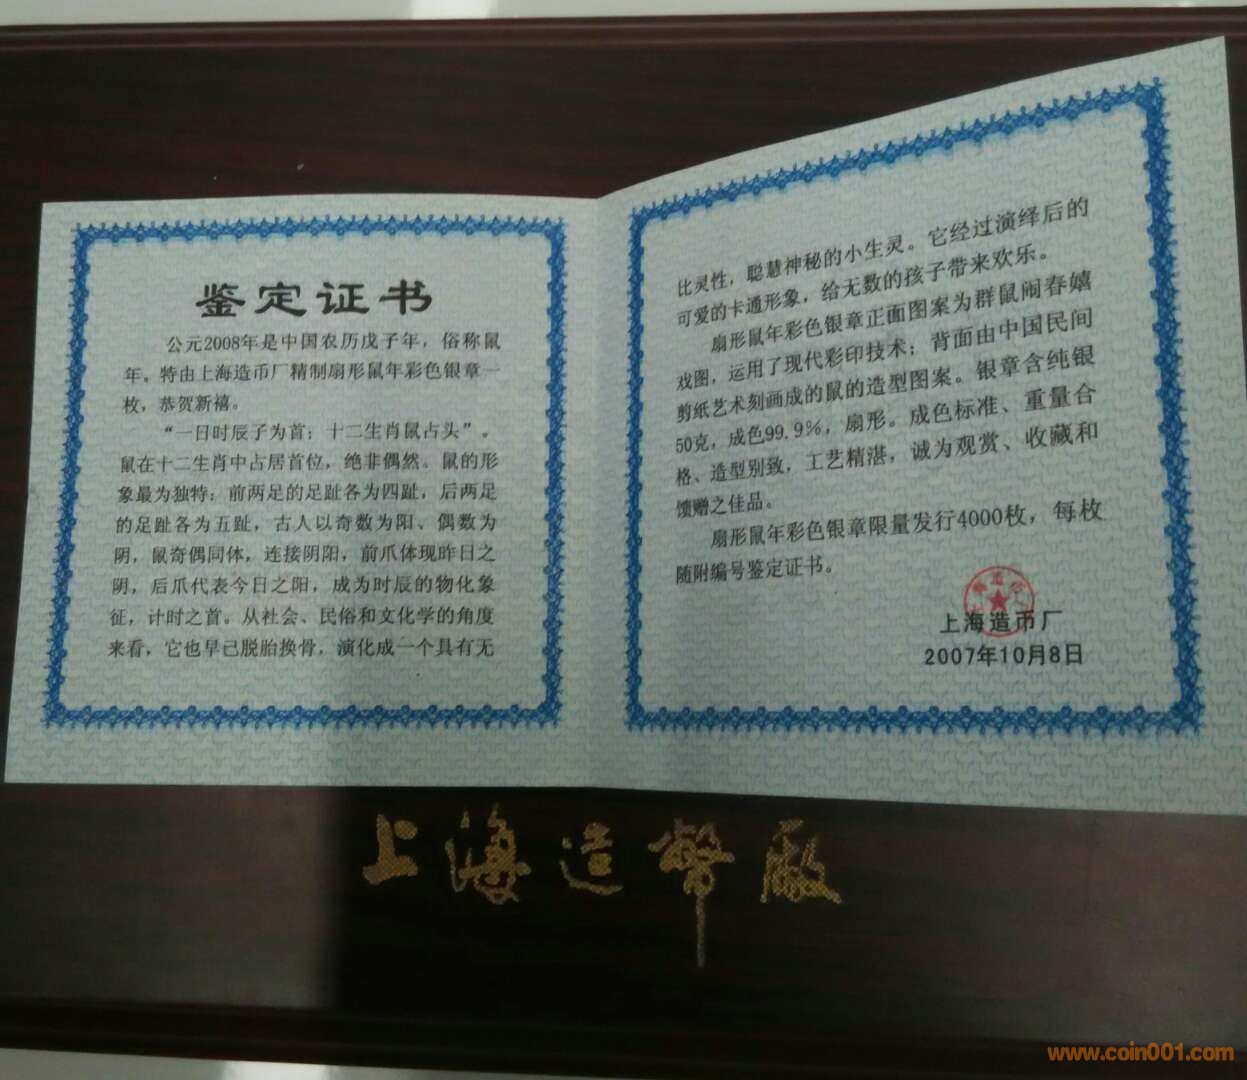 鉴定证书
公元2008年是中国农历戊子年，俗称鼠
年。特由上海造币厂精制扇形鼠年彩色银章一
枚，恭贺新禧。
“一日时辰子为首；十二生肖鼠占头”。
鼠在十二生肖中占居首位，绝非偶然。鼠的形
象最为独特：前两足的足趾各为四趾，后两足
的足趾各为五趾，古人以奇数为阳、偶数为
阴，鼠奇偶同体，连接阴阳，前爪体现昨日之
阴，后爪代表今日之阳，成为时辰的物化象
征，计时之首。从社会、民俗和文化学的角度
来看，它也早已脱胎换骨，演化成一个具有无
比灵性，聪慧神秘的小生灵。它经过演绎后的
可爱的卡通形象，给无数的孩子带来欢乐。
扇形鼠年彩色银章正面图案为群鼠闹春嬉
戏图，运用了现代彩印技术；背面由中国民间
剪纸艺术刻画成的鼠的造型图案。银章含纯银
50克，成色99.9%，扇形。成色标准、重量合
格、造型别致，工艺精湛，诚为观赏、收藏和
馈赠之佳品。
扇形鼠年彩色银章限量发行4000枚，每枚
随附编号鉴定证书。
上海造币厂
2007年10月8日
上海造幣廠
www.coin001.com